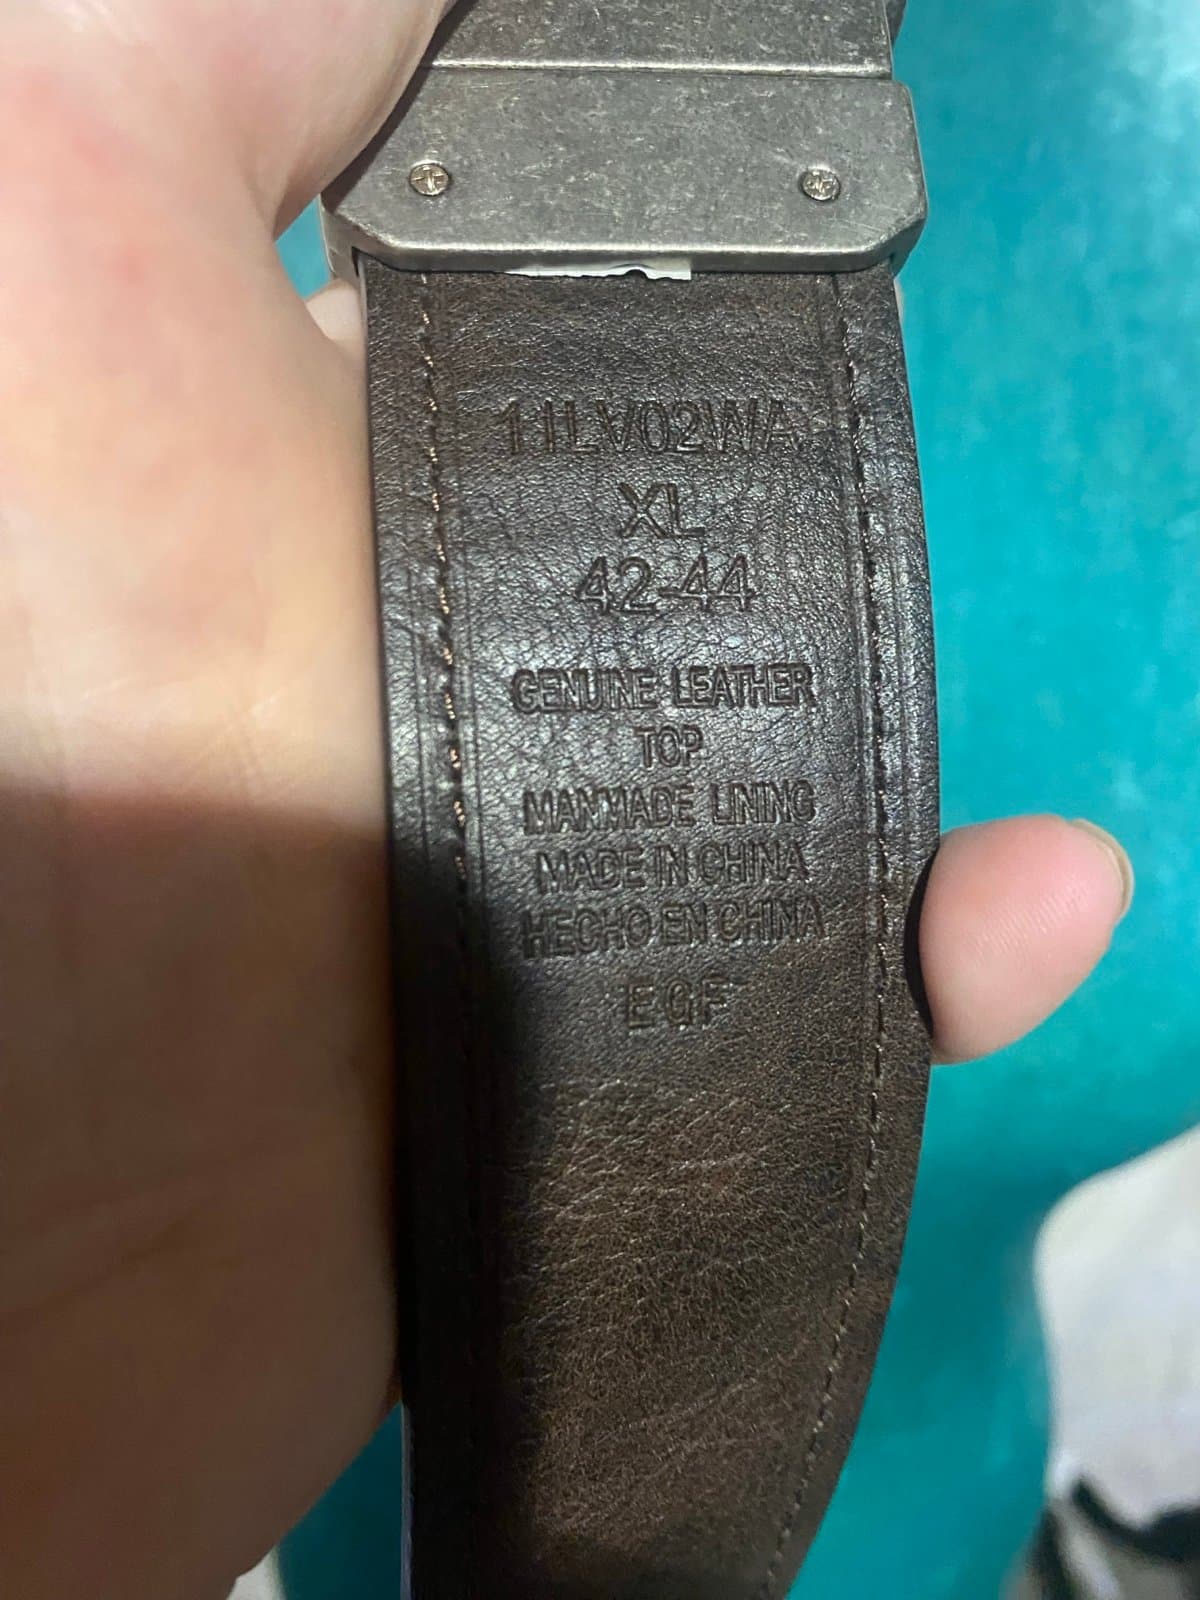 11LV02WA
XL
42-44
GENUINE LEATHER
TOP
MANMADE LINING
MADE IN CHINA
HECHO EN CHINA
EGF